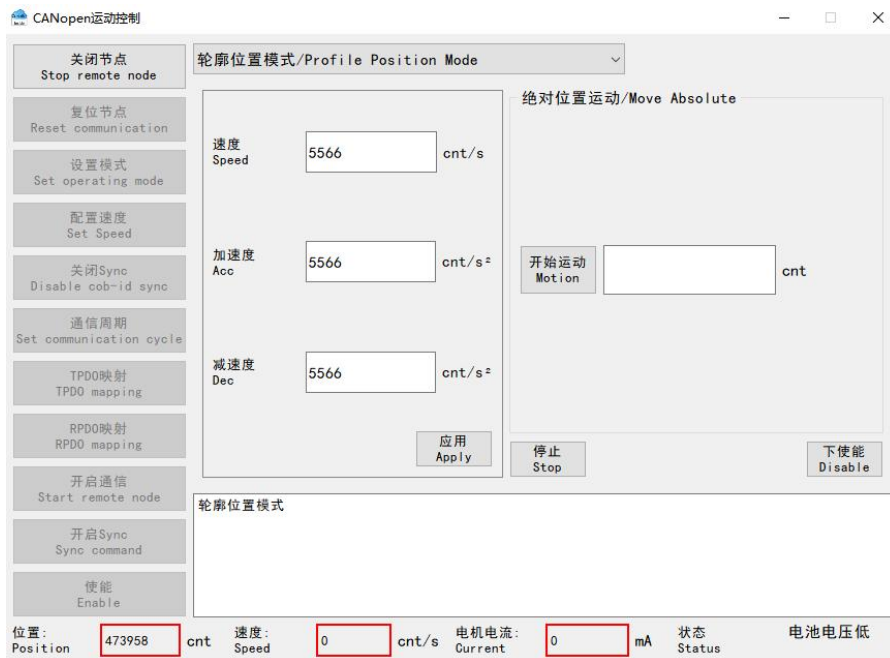 CANopen运动控制
关闭节点
Stop remote node
轮廓位置模式/Profile Position Mode
复位节点
Reset communication
设置模式
Set operating mode
配置速度
Set Speed
关闭Sync
Disable cob-id sync
通信周期
Set communication cycle
TPDO映射
TPDO mapping
RPDO映射
RPDO mapping
开启通信
Start remote node
开启Sync
Sync command
使能
Enable
速度
Speed
5566
cnt/s
加速度
Acc
5566
cnt/s²
减速度
Dec
5566
cnt/s²
应用
Apply
绝对位置运动/Move Absolute
开始运动
Motion
cnt
停止
Stop
下使能
Disable
轮廓位置模式
位置:
Position
473958
cnt
速度:
Speed
0
cnt/s
电机电流:
Current
0
mA
状态
Status
电池电压低